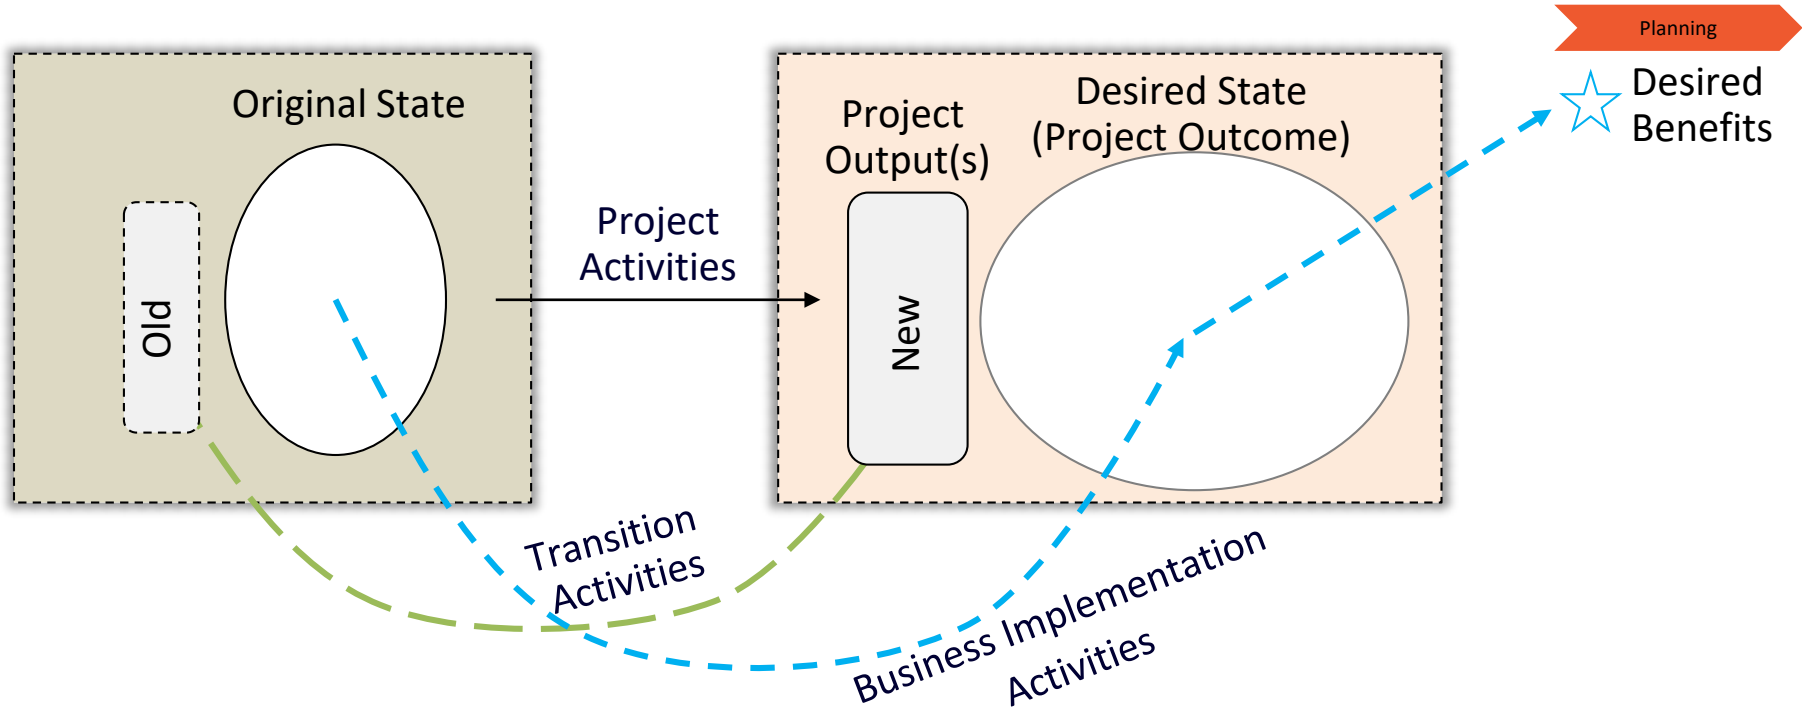 Planning
Original State
Old
Project
Activities
Project
Output(s)
New
Desired State
(Project Outcome)
Desired
Benefits
Transition
Activities
Business Implementation
Activities